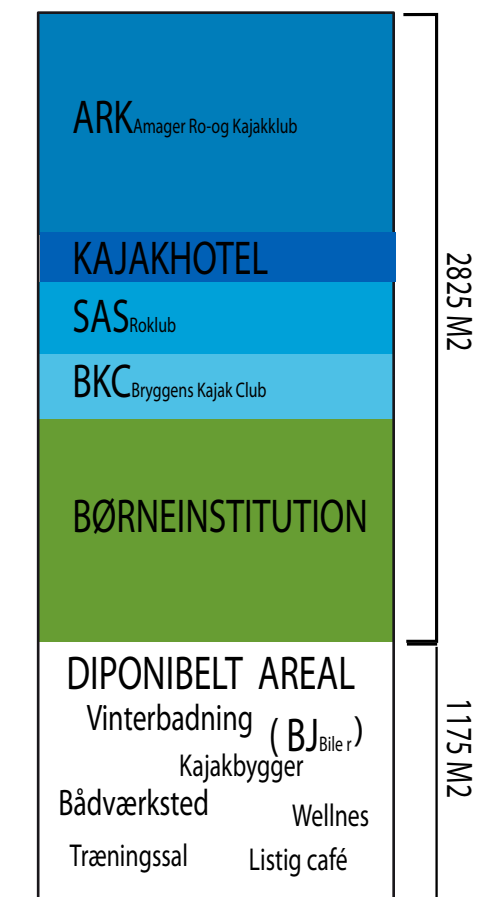 ARK Amager Ro-og Kajakklub
KAJAKHOTEL
SAS Roklub
BKC Bryggens Kajak Club
BØRNEINSTITUTION
2825 M2
DIPONIBELT AREAL
Vinterbadning ( BJ Bile r )
Kajakbygger
Bådværksted
Wellnes
Træningssal
Listig café
1175 M2